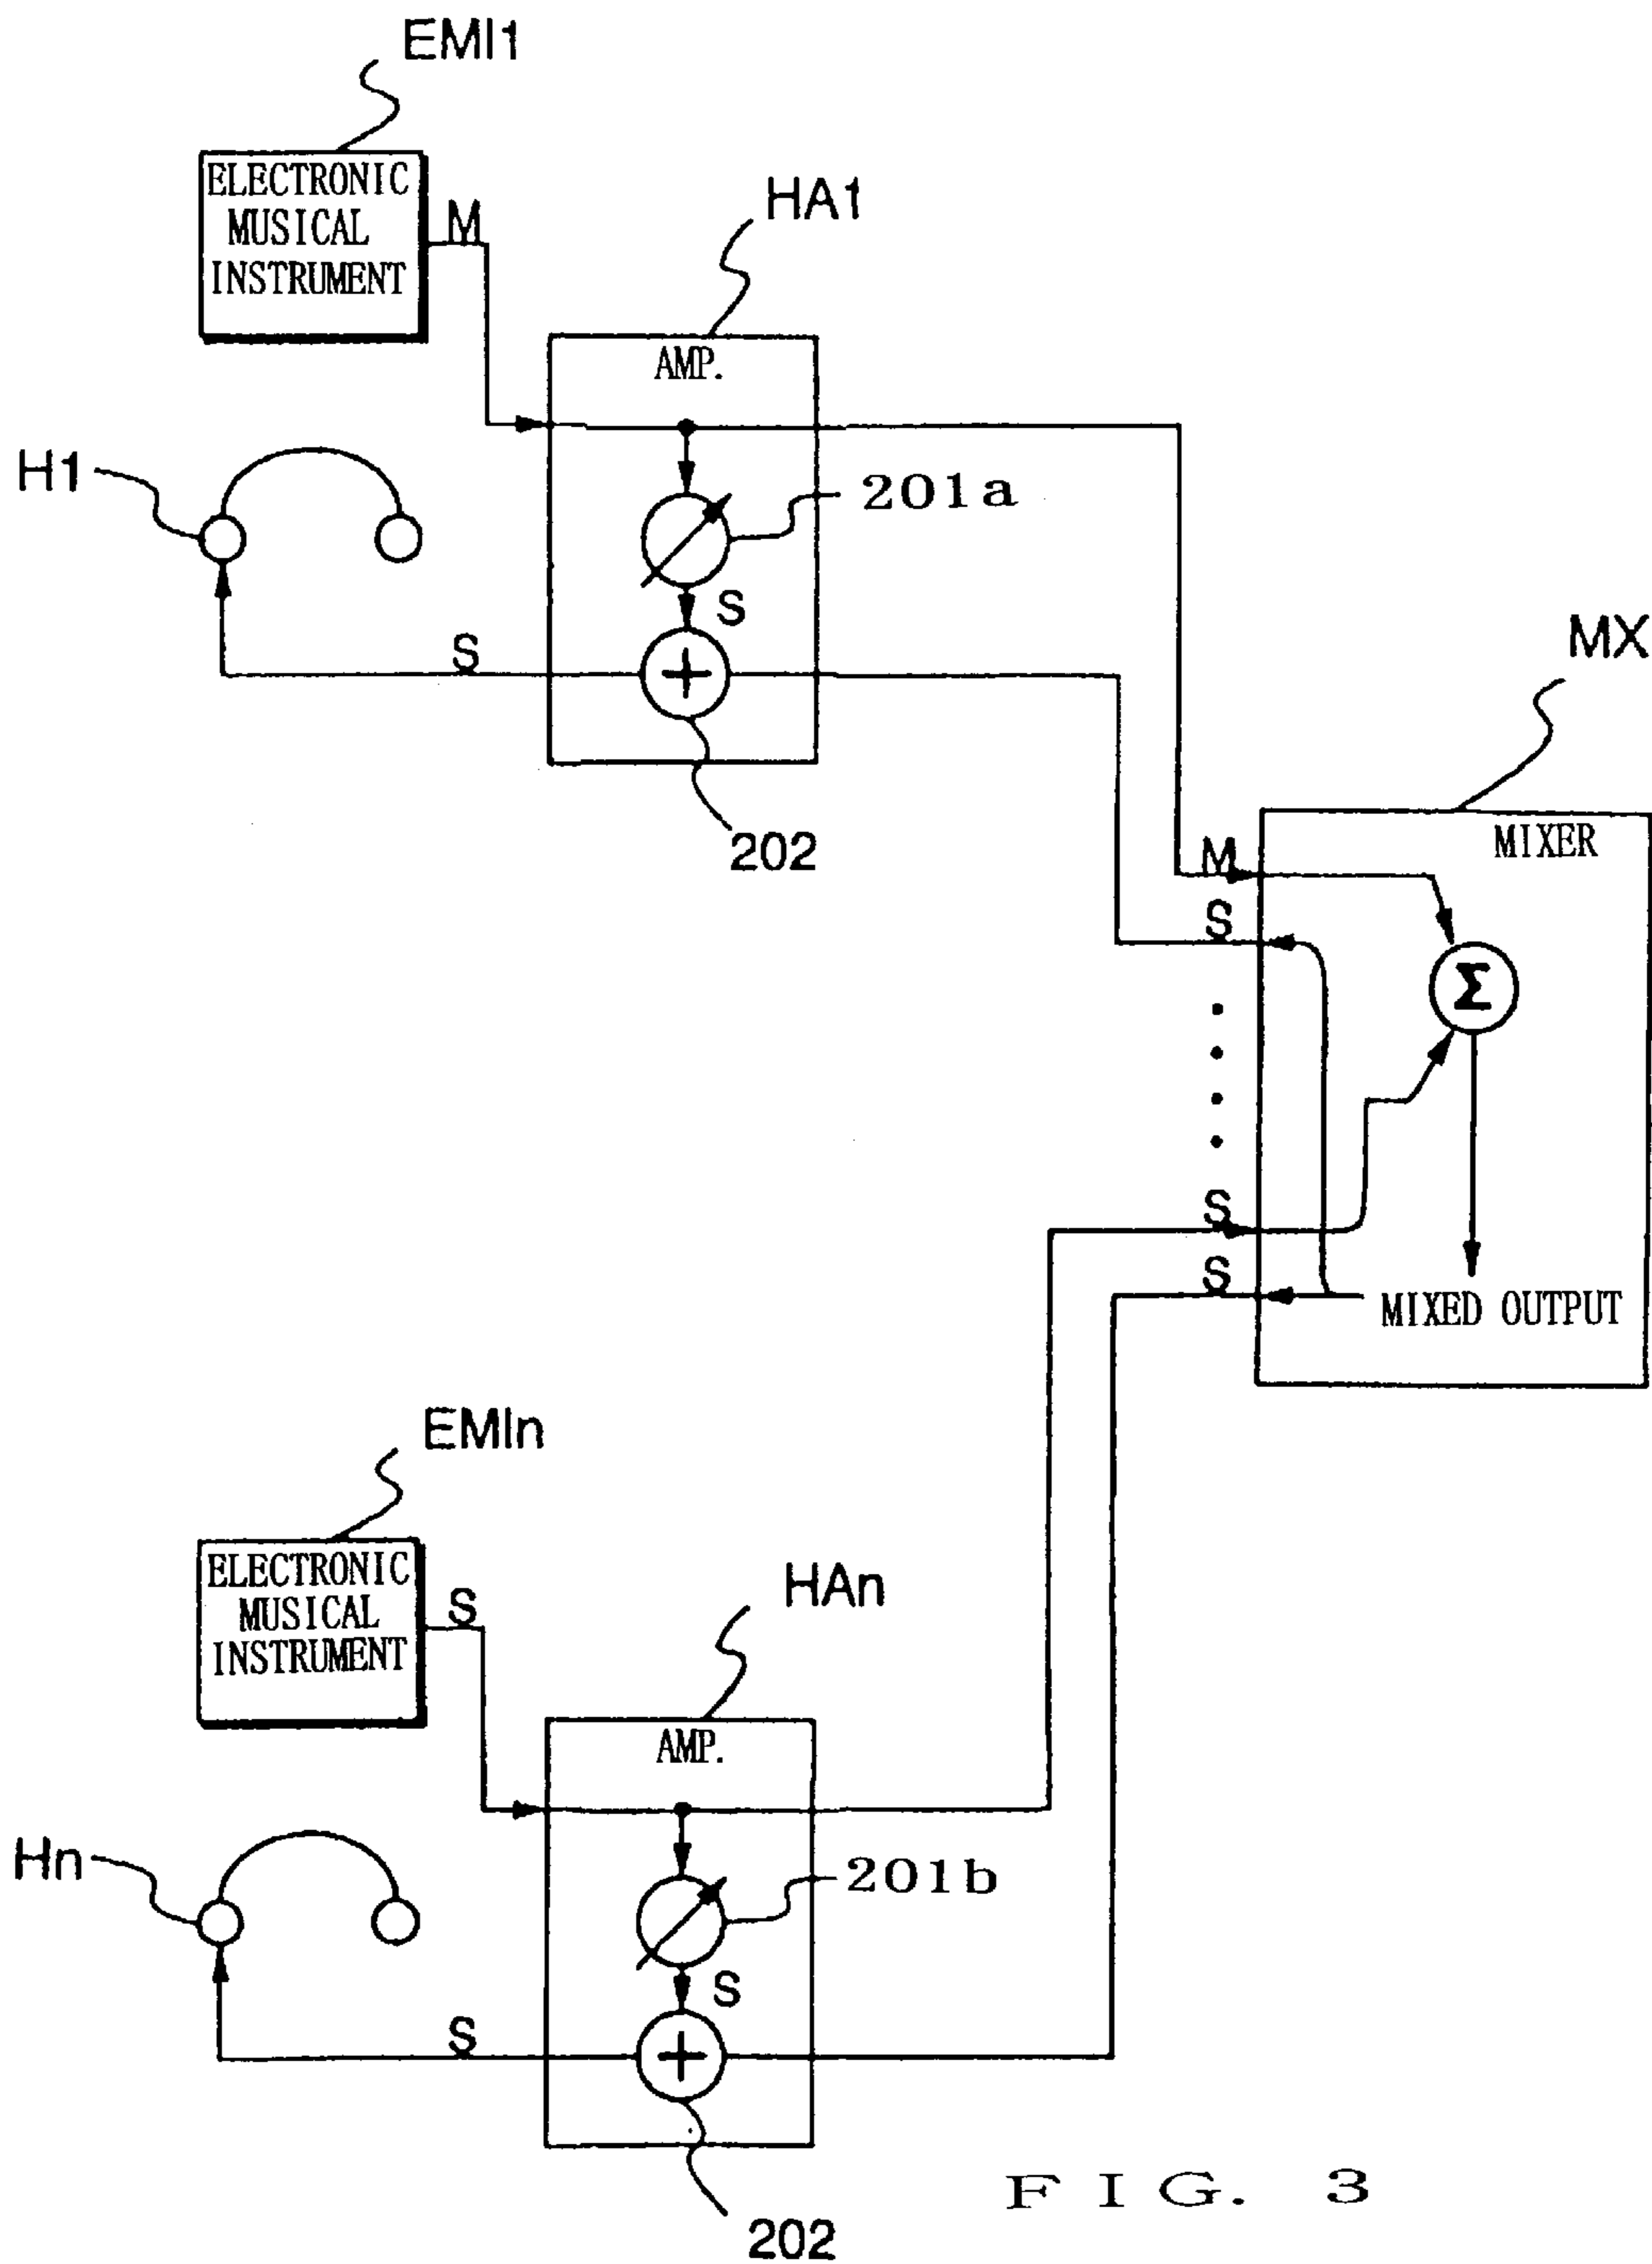 EMI1
ELECTRONIC
MUSICAL
INSTRUMENT
M
HA1
AMP.
H1
201a
S
S
202
MX
MIXER
M
S
Σ
S
S
MIXED OUTPUT
EMIn
ELECTRONIC
MUSICAL
INSTRUMENT
S
HAn
AMP.
Hn
201b
S
S
202
FIG. 3